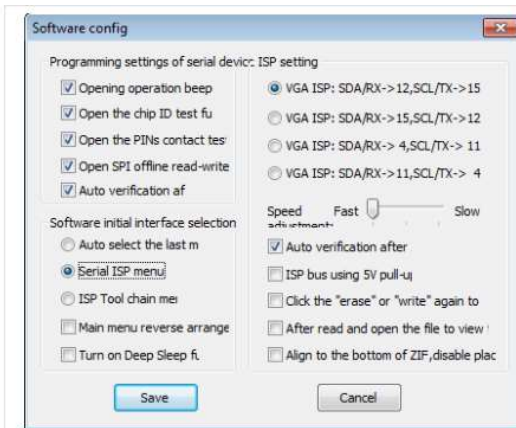 Software config
Programming settings of serial device
Opening operation beep
Open the chip ID test fu
Open the PINs contact tes
Open SPI offline read-write
Auto verification af
Software initial interface selection
Auto select the last m
Serial ISP menu
ISP Tool chain me
Main menu reverse arrange
Turn on Deep Sleep f
ISP setting
VGA ISP: SDA/RX->12,SCL/TX->15
VGA ISP: SDA/RX->15,SCL/TX->12
VGA ISP: SDA/RX-> 4,SCL/TX-> 11
VGA ISP: SDA/RX->11,SCL/TX-> 4
Speed adjustment: Fast Slow
Auto verification after
ISP bus using 5V pull-u
Click the "erase" or "write" again to
After read and open the file to view
Align to the bottom of ZIF,disable plac
Save Cancel